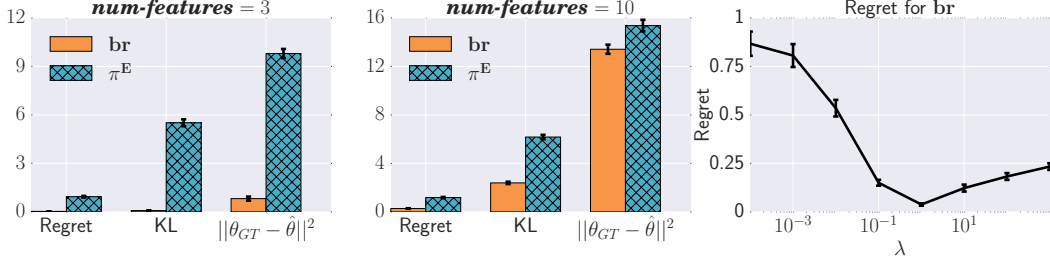 num-features = 3
12
9
6
3
0
br
π^E
Regret
KL
||θ_GT − θ̂||²
num-features = 10
16
12
8
4
0
br
π^E
Regret
KL
||θ_GT − θ̂||²
Regret for br
1
0.75
0.5
0.25
0
Regret
10⁻³
10⁻¹
10¹
λ